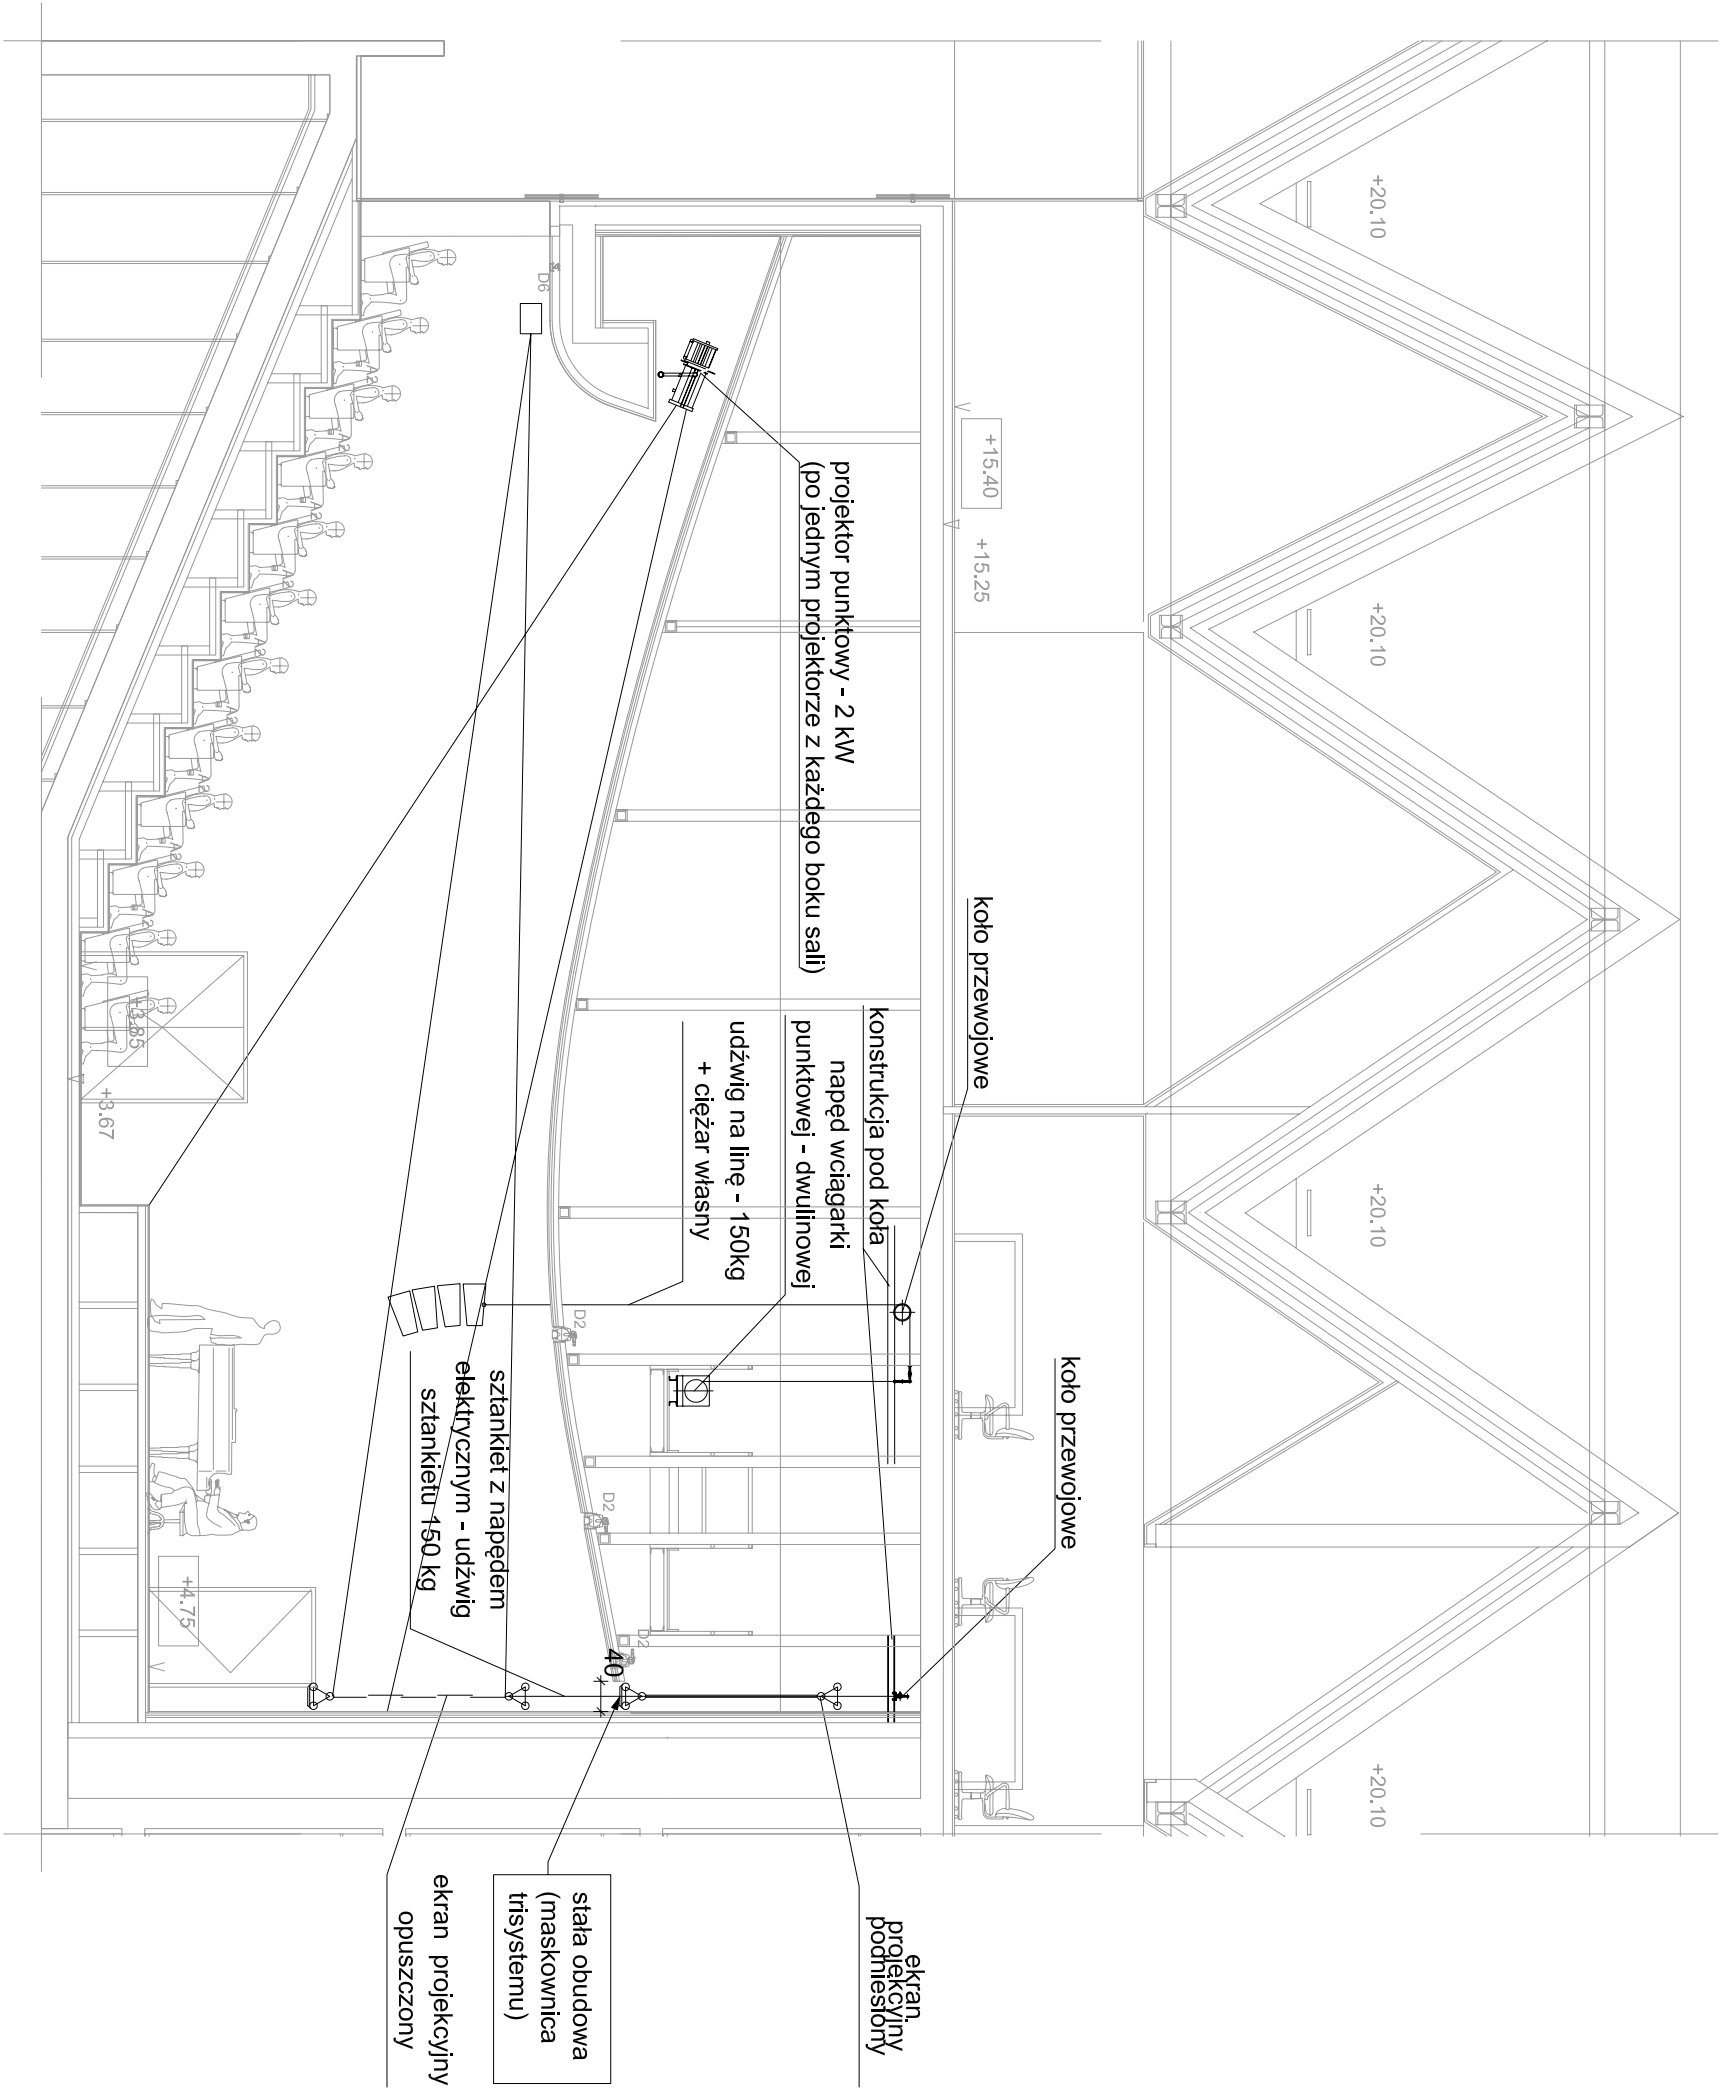 +20.10
+20.10
+20.10
+20.10
+15.40
+15.25
koło przewojowe
koło przewojowe
projektor punktowy - 2 kW
(po jednym projektorze z każdego boku sali)
konstrukcja pod koła
napęd wciągarki
punktowej - dwulinowej
udźwig na linę - 150kg
+ ciężar własny
D6
D2
D2
D2
40
sztankiet z napędem
elektrycznym - udźwig
sztankietu 150 kg
+3.85
+3.67
+4.75
ekran
projekcyjny
podniesiony
stała obudowa
(maskownica
trisystemu)
ekran projekcyjny
opuszczony